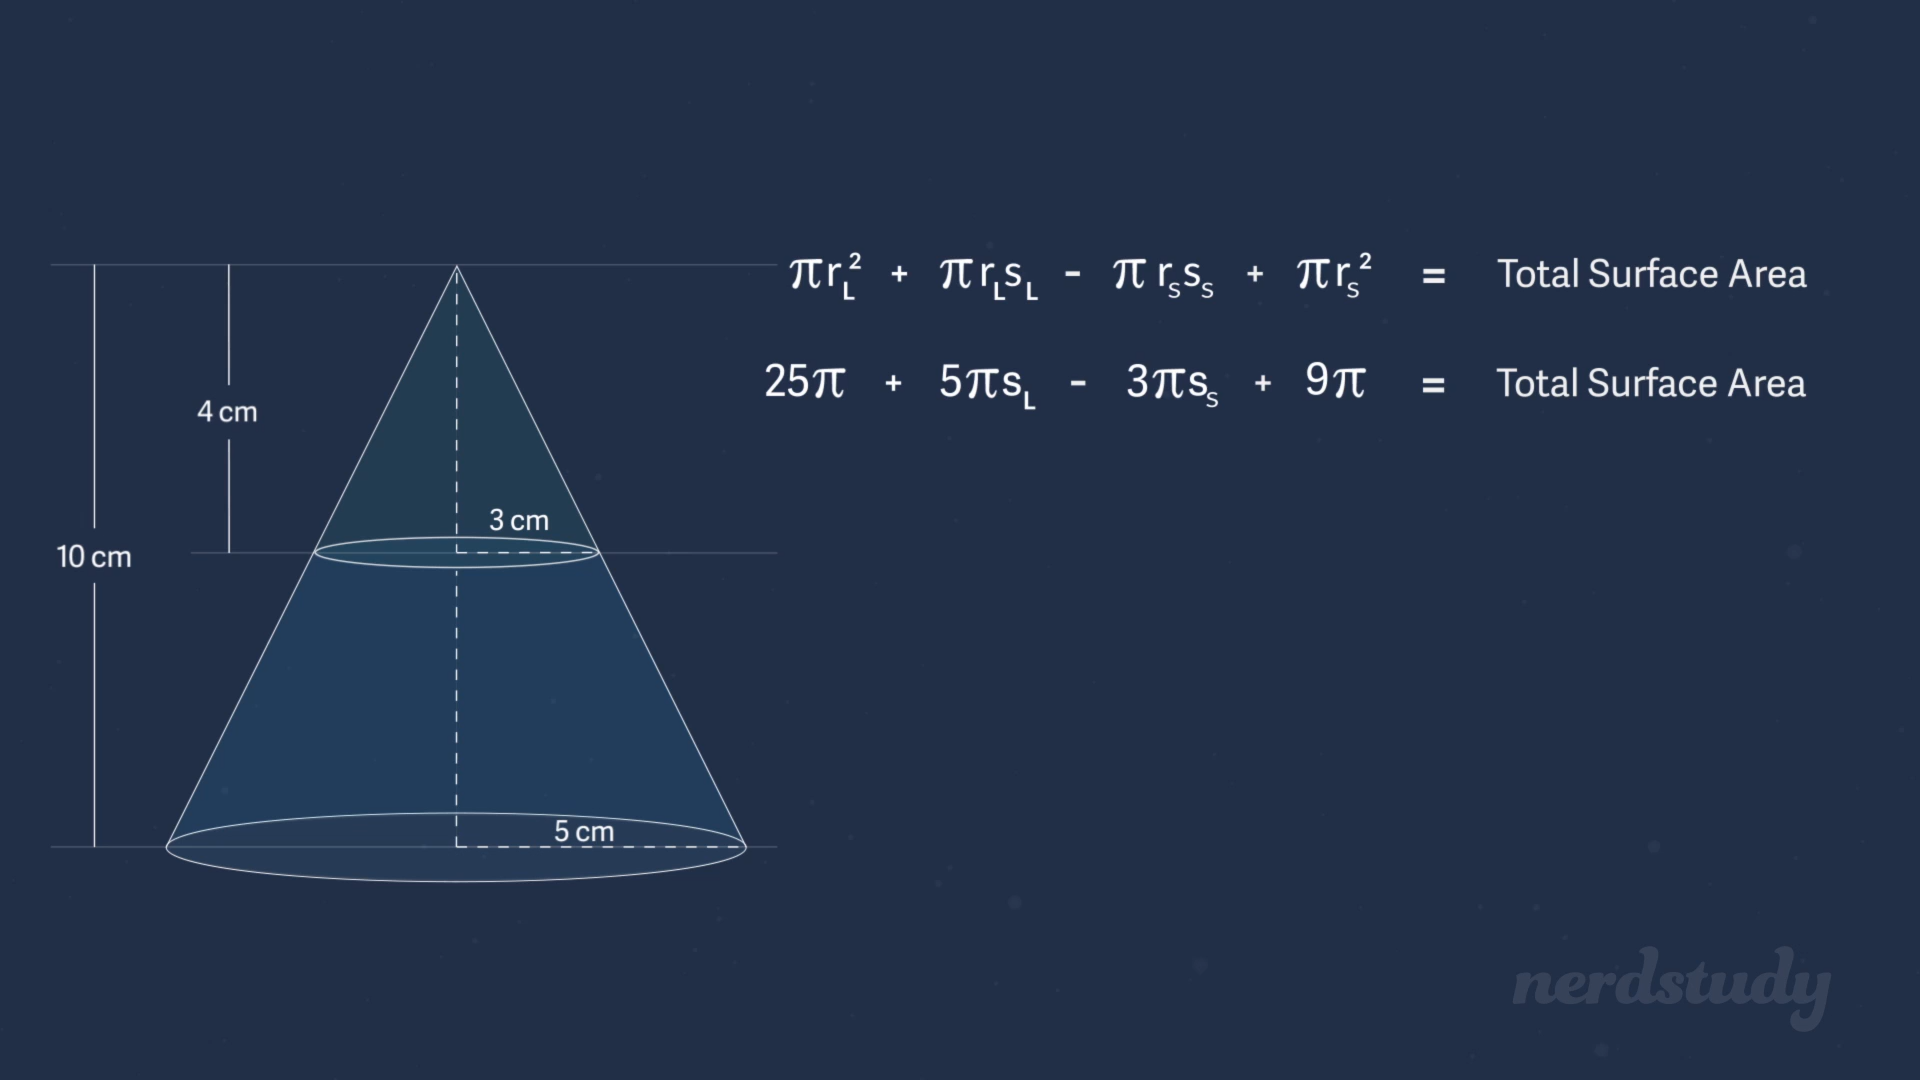 πr_L² + πr_Ls_L - πr_Ss_S + πr_S² = Total Surface Area
25π + 5πs_L - 3πs_S + 9π = Total Surface Area
4 cm
3 cm
10 cm
5 cm
nerdstudy